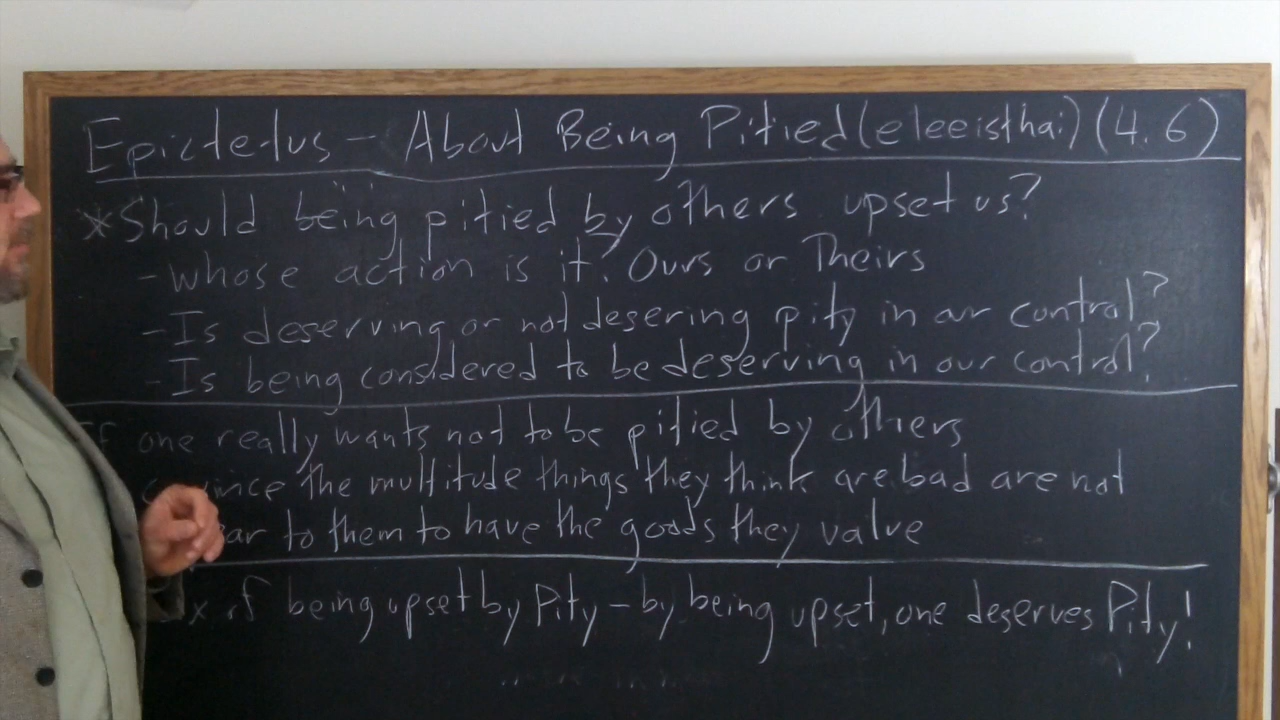 Epictetus - About Being Pitied (eleeisthai) (4.6)
* Should being pitied by others upset us?
- whose action is it? Ours or Theirs
- Is deserving or not desering pity in our control?
- Is being considered to be deserving in our control?
If one really wants not to be pitied by others
the multitude things they think are bad are not
to them to have the goods they value
of being upset by Pity - by being upset, one deserves Pity!